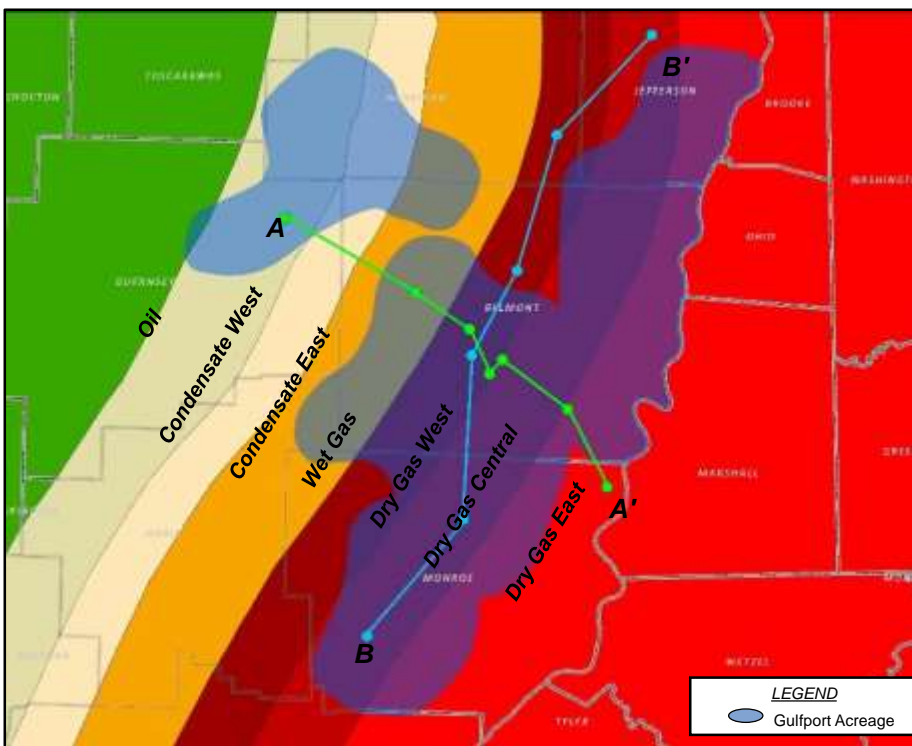 TUSCARAWAS
B'
JEFFERSON
BROOKE
WASHINGTON
A
OHIO
GUERNSEY
BELMONT
Oil
Condensate West
Condensate East
Wet Gas
Dry Gas West
Dry Gas Central
Dry Gas East
MARSHALL
A'
MONROE
B
WETZEL
TYLER
LEGEND
Gulfport Acreage